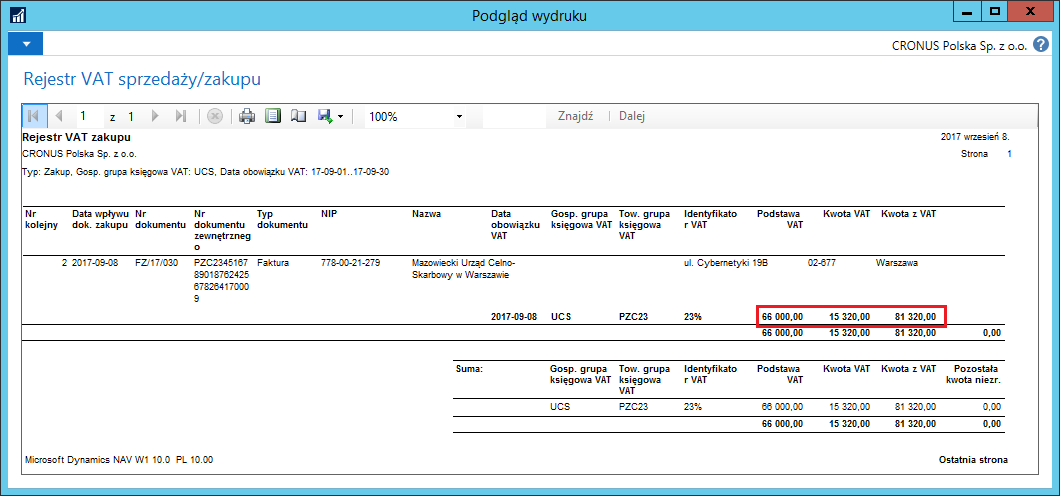 Podgląd wydruku
CRONUS Polska Sp. z o.o.
Rejestr VAT sprzedaży/zakupu
1 z 1 100% Znajdź Dalej
Rejestr VAT zakupu 2017 wrzesień 8.
CRONUS Polska Sp. z o.o. Strona 1
Typ: Zakup, Gosp. grupa księgowa VAT: UCS, Data obowiązku VAT: 17-09-01..17-09-30
Nr Data wpływu Nr Nr Typ NIP Nazwa Data Gosp. grupa Tow. grupa Identyfikato Podstawa Kwota VAT Kwota z VAT
kolejny dok. zakupu dokumentu dokumentu dokumentu obowiązku księgowa VAT księgowa r VAT VAT
zewnętrzneg VAT VAT
o
2 2017-09-08 FZ/17/030 PZC2345167 Faktura 778-00-21-279 Mazowiecki Urząd Celno- ul. Cybernetyki 19B 02-677 Warszawa
89018762425 Skarbowy w Warszawie
67826417000
9
2017-09-08 UCS PZC23 23% 66 000,00 15 320,00 81 320,00
66 000,00 15 320,00 81 320,00 0,00
Suma: Gosp. grupa Tow. grupa Identyfikato Podstawa Kwota VAT Kwota z VAT Pozostała
księgowa VAT księgowa r VAT VAT kwota niezr.
VAT
UCS PZC23 23% 66 000,00 15 320,00 81 320,00 0,00
66 000,00 15 320,00 81 320,00 0,00
Microsoft Dynamics NAV W1 10.0 PL 10.00 Ostatnia strona